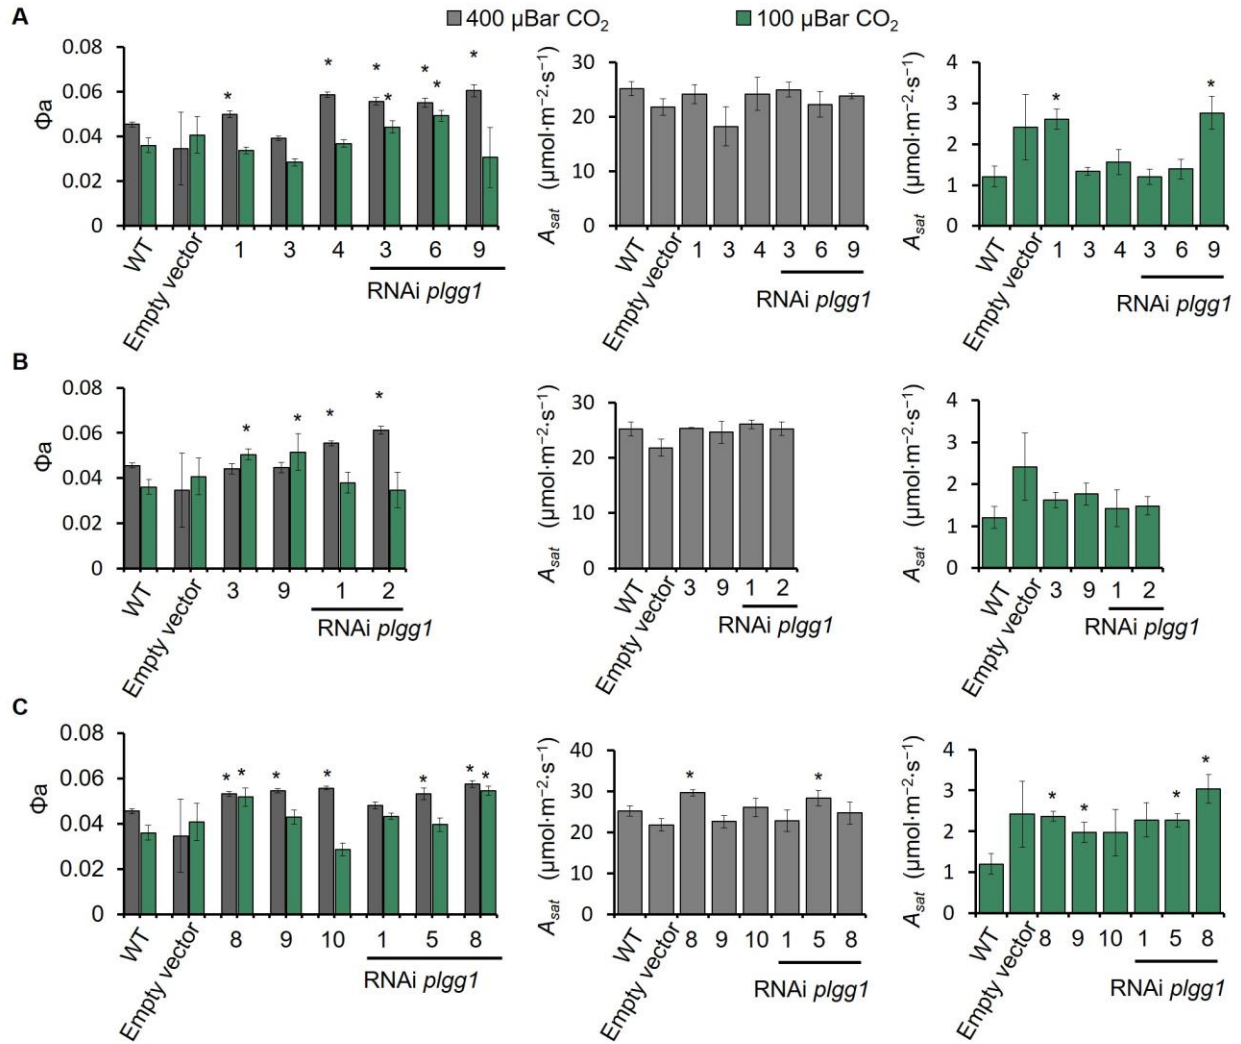 A
400 µBar CO₂
100 µBar CO₂
Φa
0.08
0.06
0.04
0.02
0
* * * * * * *
WT
Empty vector
1 3 4 3 6 9
RNAi plgg1
A_sat (µmol·m⁻²·s⁻¹)
30
20
10
0
WT
Empty vector
1 3 4 3 6 9
RNAi plgg1
A_sat (µmol·m⁻²·s⁻¹)
4
3
2
1
0
* *
WT
Empty vector
1 3 4 3 6 9
RNAi plgg1
B
Φa
0.08
0.06
0.04
0.02
0
* * * *
WT
Empty vector
3 9 1 2
RNAi plgg1
A_sat (µmol·m⁻²·s⁻¹)
30
20
10
0
WT
Empty vector
3 9 1 2
RNAi plgg1
A_sat (µmol·m⁻²·s⁻¹)
4
3
2
1
0
WT
Empty vector
3 9 1 2
RNAi plgg1
C
Φa
0.08
0.06
0.04
0.02
0
* * * * * * *
WT
Empty vector
8 9 10 1 5 8
RNAi plgg1
A_sat (µmol·m⁻²·s⁻¹)
40
30
20
10
0
* *
WT
Empty vector
8 9 10 1 5 8
RNAi plgg1
A_sat (µmol·m⁻²·s⁻¹)
4
3
2
1
0
* * * *
WT
Empty vector
8 9 10 1 5 8
RNAi plgg1